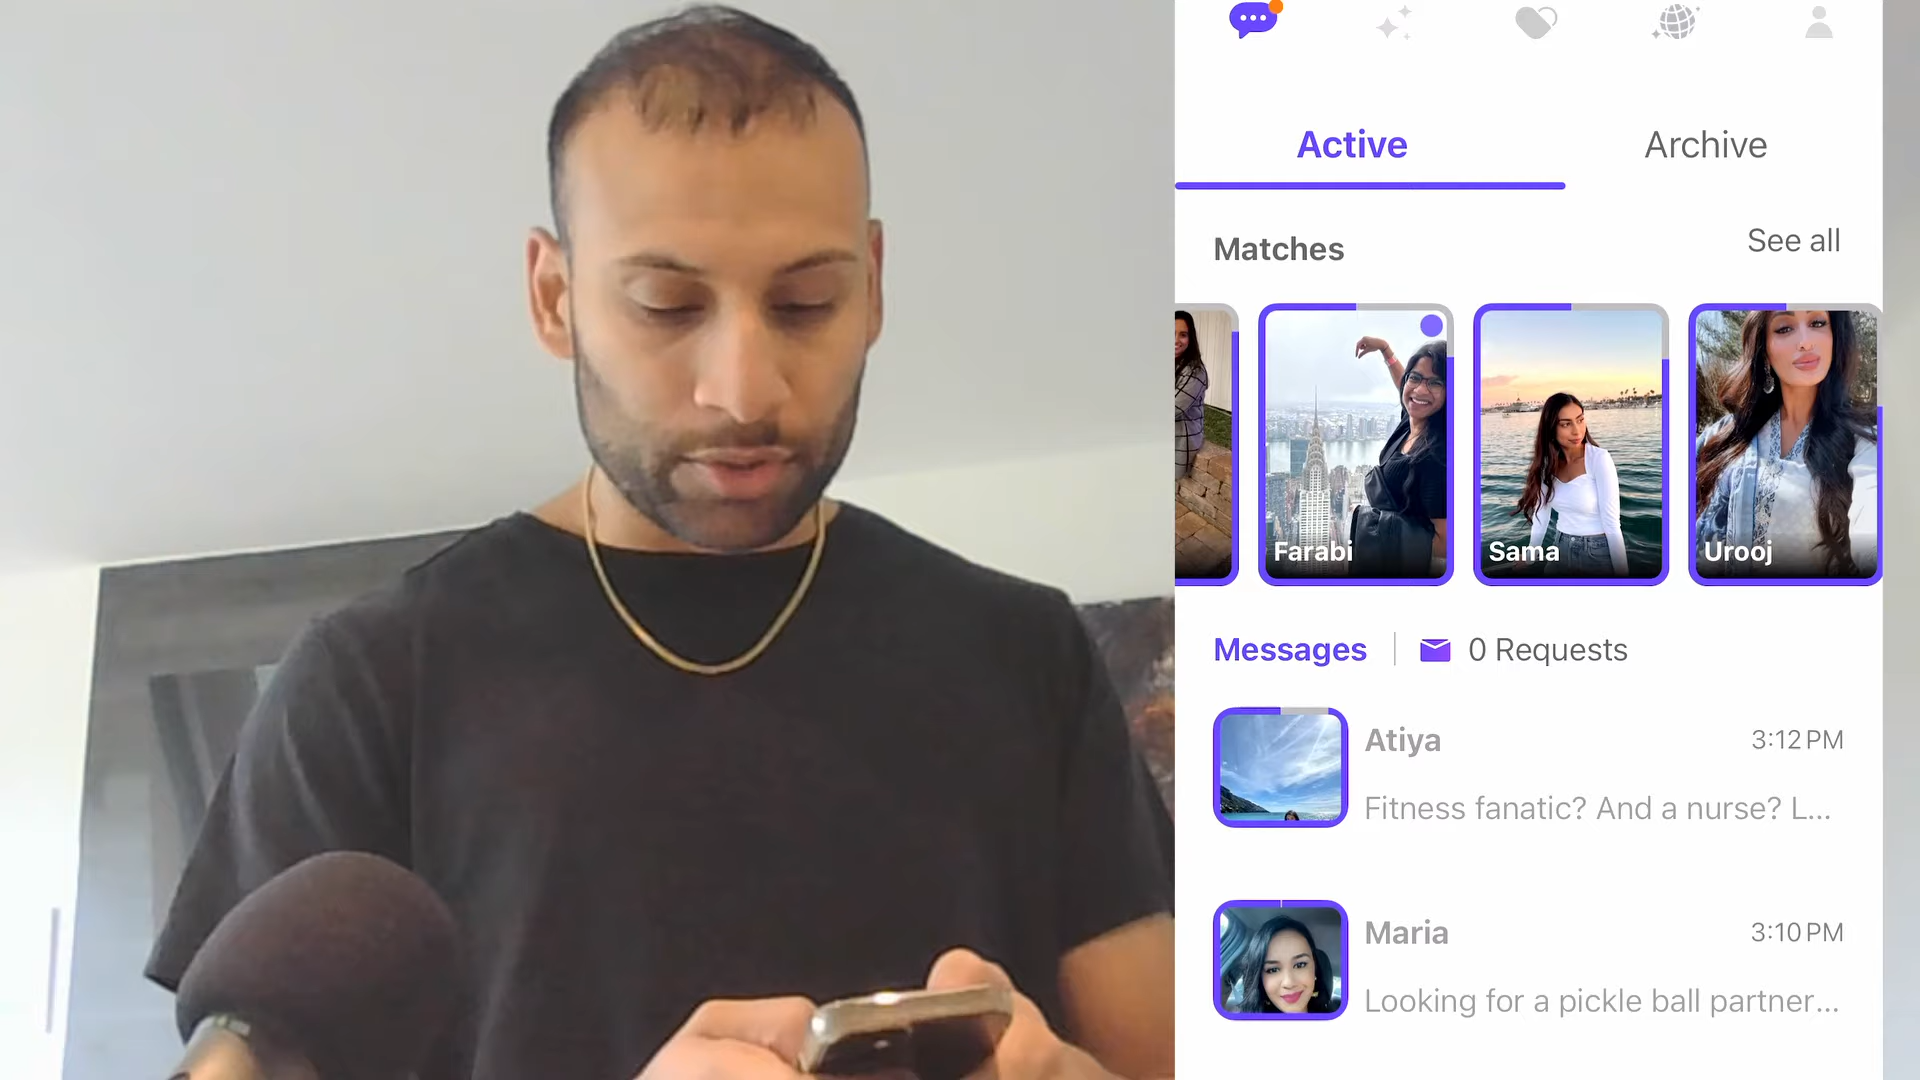 Active
Archive
Matches
See all
Farabi
Sama
Urooj
Messages
0 Requests
Atiya
3:12 PM
Fitness fanatic? And a nurse? L...
Maria
3:10 PM
Looking for a pickle ball partner...